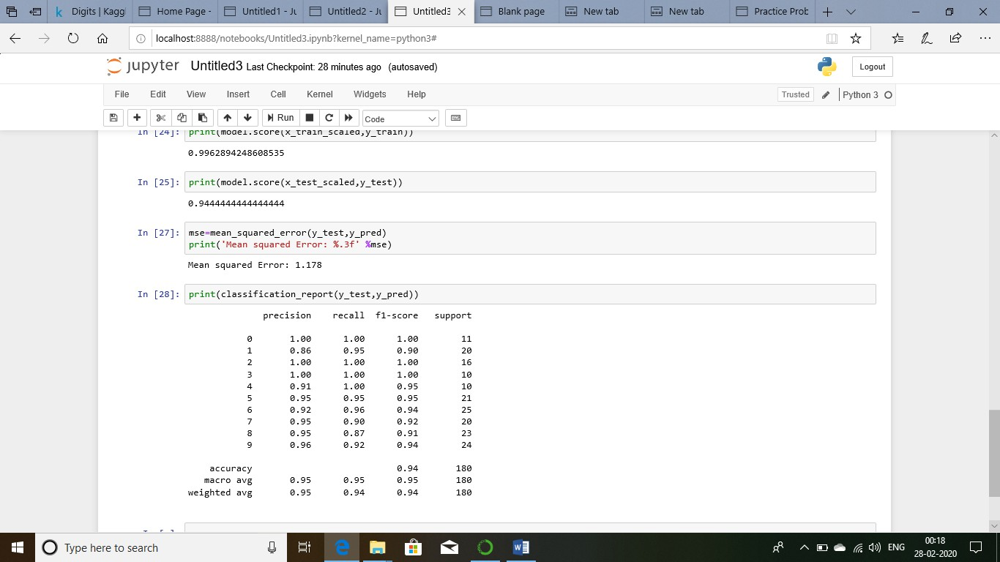 Digits | Kaggl
Home Page -
Untitled1 - Ju
Untitled2 - Ju
Untitled3
Blank page
New tab
New tab
Practice Prob
localhost:8888/notebooks/Untitled3.ipynb?kernel_name=python3#
jupyter Untitled3 Last Checkpoint: 28 minutes ago (autosaved)
Logout
File Edit View Insert Cell Kernel Widgets Help
Trusted
Python 3
Run
Code
In [24]: print(model.score(x_train_scaled,y_train))
0.9962894248608535
In [25]: print(model.score(x_test_scaled,y_test))
0.9444444444444444
In [27]: mse=mean_squared_error(y_test,y_pred)
print('Mean squared Error: %.3f' %mse)
Mean squared Error: 1.178
In [28]: print(classification_report(y_test,y_pred))
precision recall f1-score support
0 1.00 1.00 1.00 11
1 0.86 0.95 0.90 20
2 1.00 1.00 1.00 16
3 1.00 1.00 1.00 10
4 0.91 1.00 0.95 10
5 0.95 0.95 0.95 21
6 0.92 0.96 0.94 25
7 0.95 0.90 0.92 20
8 0.95 0.87 0.91 23
9 0.96 0.92 0.94 24
accuracy 0.94 180
macro avg 0.95 0.95 0.95 180
weighted avg 0.95 0.94 0.94 180
Type here to search
ENG
00:18
28-02-2020